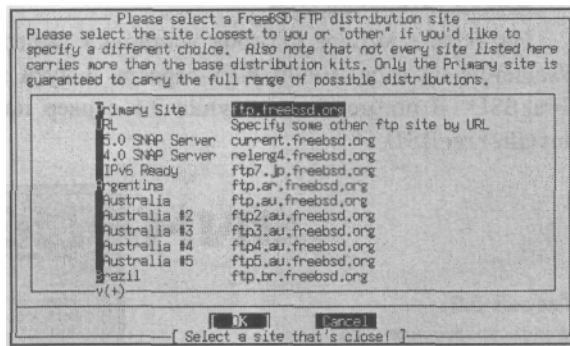 Please select a FreeBSD FTP distribution site
Please select the site closest to you or "other" if you'd like to
specify a different choice. Also note that not every site listed here
carries more than the base distribution kits. Only the Primary site is
guaranteed to carry the full range of possible distributions.
Primary Site ftp.freebsd.org
URL Specify some other ftp site by URL
5.0 SNAP Server current.freebsd.org
4.0 SNAP Server releng4.freebsd.org
IPv6 Ready ftp7.jp.freebsd.org
Argentina ftp.ar.freebsd.org
Australia ftp.au.freebsd.org
Australia #2 ftp2.au.freebsd.org
Australia #3 ftp3.au.freebsd.org
Australia #4 ftp4.au.freebsd.org
Australia #5 ftp5.au.freebsd.org
Brazil ftp.br.freebsd.org
v(+)
[ OK ] Cancel
[ Select a site that's close! ]